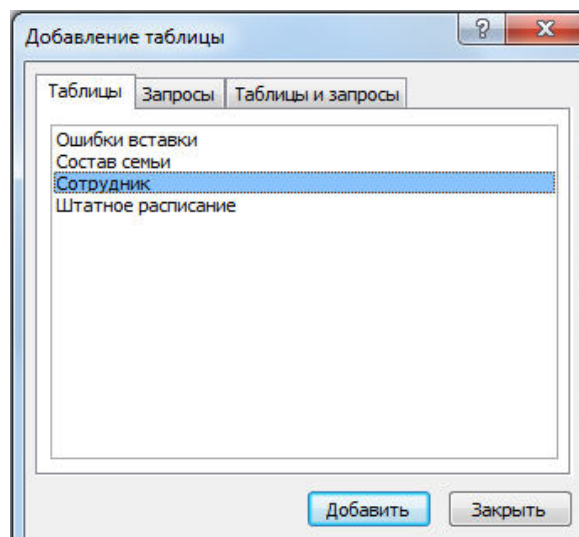 Добавление таблицы
?
X
Таблицы Запросы Таблицы и запросы
Ошибки вставки
Состав семьи
Сотрудник
Штатное расписание
Добавить Закрыть